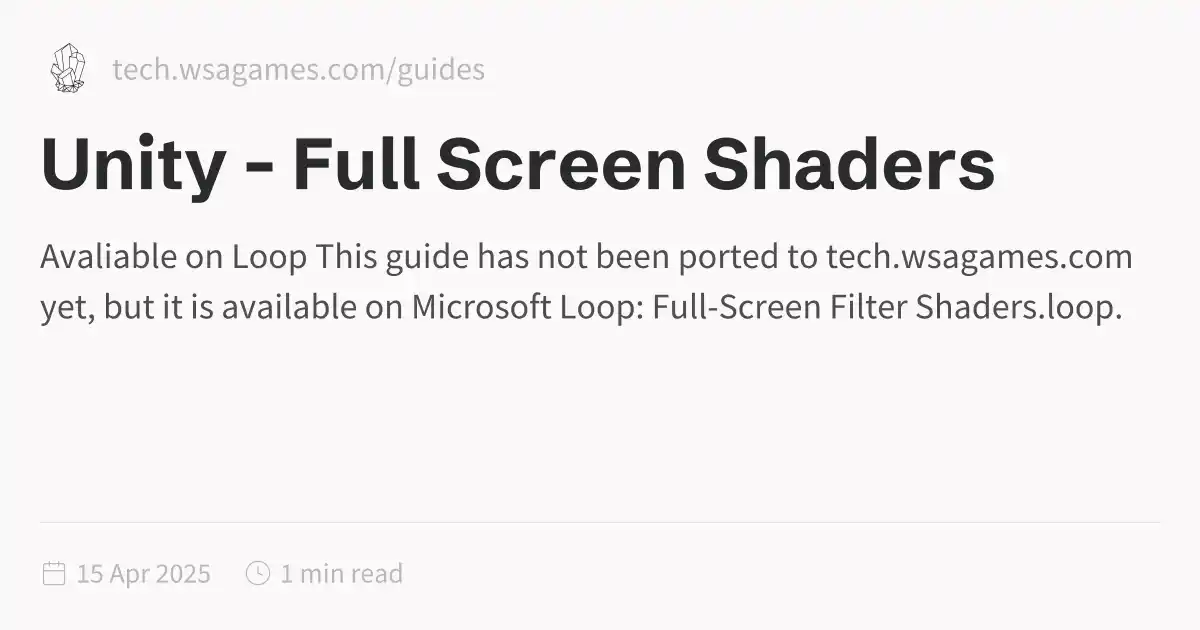 tech.wsagames.com/guides
Unity - Full Screen Shaders
Avaliable on Loop This guide has not been ported to tech.wsagames.com
yet, but it is available on Microsoft Loop: Full-Screen Filter Shaders.loop.
15 Apr 2025
1 min read